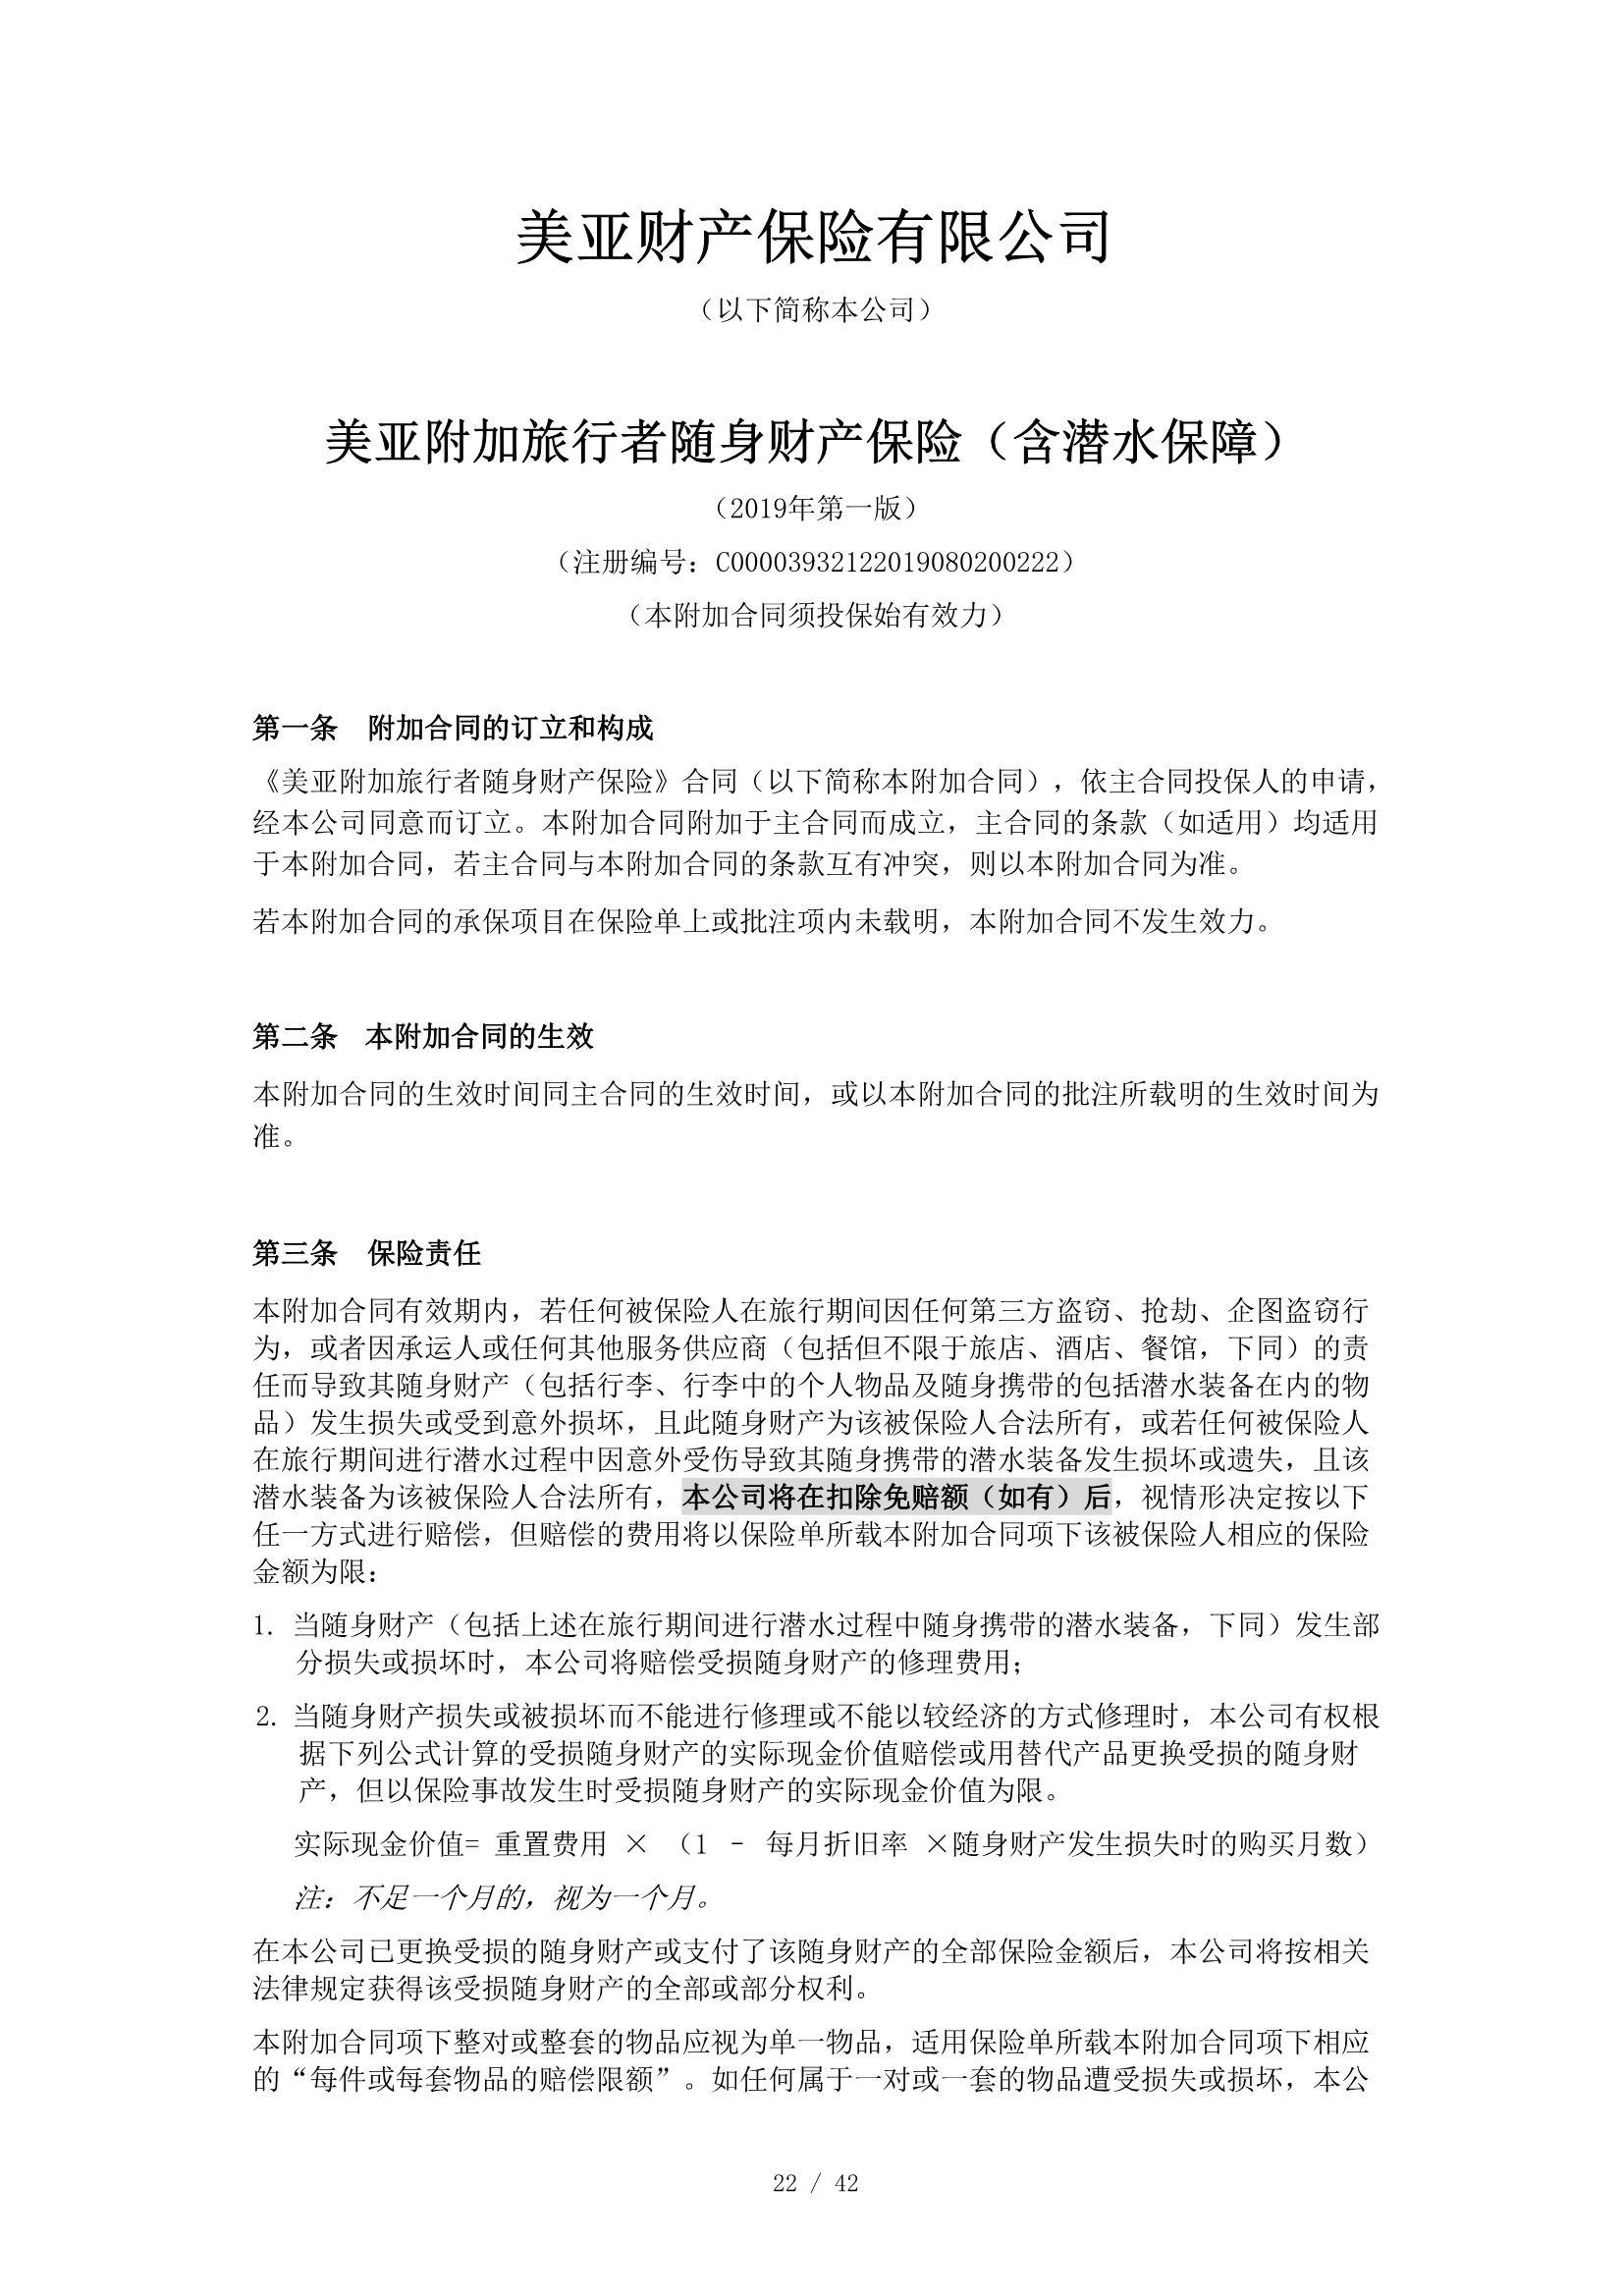 美亚财产保险有限公司
（以下简称本公司）
美亚附加旅行者随身财产保险（含潜水保障）
（2019年第一版）
（注册编号：C00003932122019080200222）
（本附加合同须投保始有效力）
第一条　附加合同的订立和构成
《美亚附加旅行者随身财产保险》合同（以下简称本附加合同），依主合同投保人的申请，
经本公司同意而订立。本附加合同附加于主合同而成立，主合同的条款（如适用）均适用
于本附加合同，若主合同与本附加合同的条款互有冲突，则以本附加合同为准。
若本附加合同的承保项目在保险单上或批注项内未载明，本附加合同不发生效力。
第二条　本附加合同的生效
本附加合同的生效时间同主合同的生效时间，或以本附加合同的批注所载明的生效时间为
准。
第三条　保险责任
本附加合同有效期内，若任何被保险人在旅行期间因任何第三方盗窃、抢劫、企图盗窃行
为，或者因承运人或任何其他服务供应商（包括但不限于旅店、酒店、餐馆，下同）的责
任而导致其随身财产（包括行李、行李中的个人物品及随身携带的包括潜水装备在内的物
品）发生损失或受到意外损坏，且此随身财产为该被保险人合法所有，或若任何被保险人
在旅行期间进行潜水过程中因意外受伤导致其随身携带的潜水装备发生损坏或遗失，且该
潜水装备为该被保险人合法所有，本公司将在扣除免赔额（如有）后，视情形决定按以下
任一方式进行赔偿，但赔偿的费用将以保险单所载本附加合同项下该被保险人相应的保险
金额为限：
1. 当随身财产（包括上述在旅行期间进行潜水过程中随身携带的潜水装备，下同）发生部
分损失或损坏时，本公司将赔偿受损随身财产的修理费用；
2. 当随身财产损失或被损坏而不能进行修理或不能以较经济的方式修理时，本公司有权根
据下列公式计算的受损随身财产的实际现金价值赔偿或用替代产品更换受损的随身财
产，但以保险事故发生时受损随身财产的实际现金价值为限。
实际现金价值= 重置费用 × （1 – 每月折旧率 ×随身财产发生损失时的购买月数）
注：不足一个月的，视为一个月。
在本公司已更换受损的随身财产或支付了该随身财产的全部保险金额后，本公司将按相关
法律规定获得该受损随身财产的全部或部分权利。
本附加合同项下整对或整套的物品应视为单一物品，适用保险单所载本附加合同项下相应
的“每件或每套物品的赔偿限额”。如任何属于一对或一套的物品遭受损失或损坏，本公
22 / 42